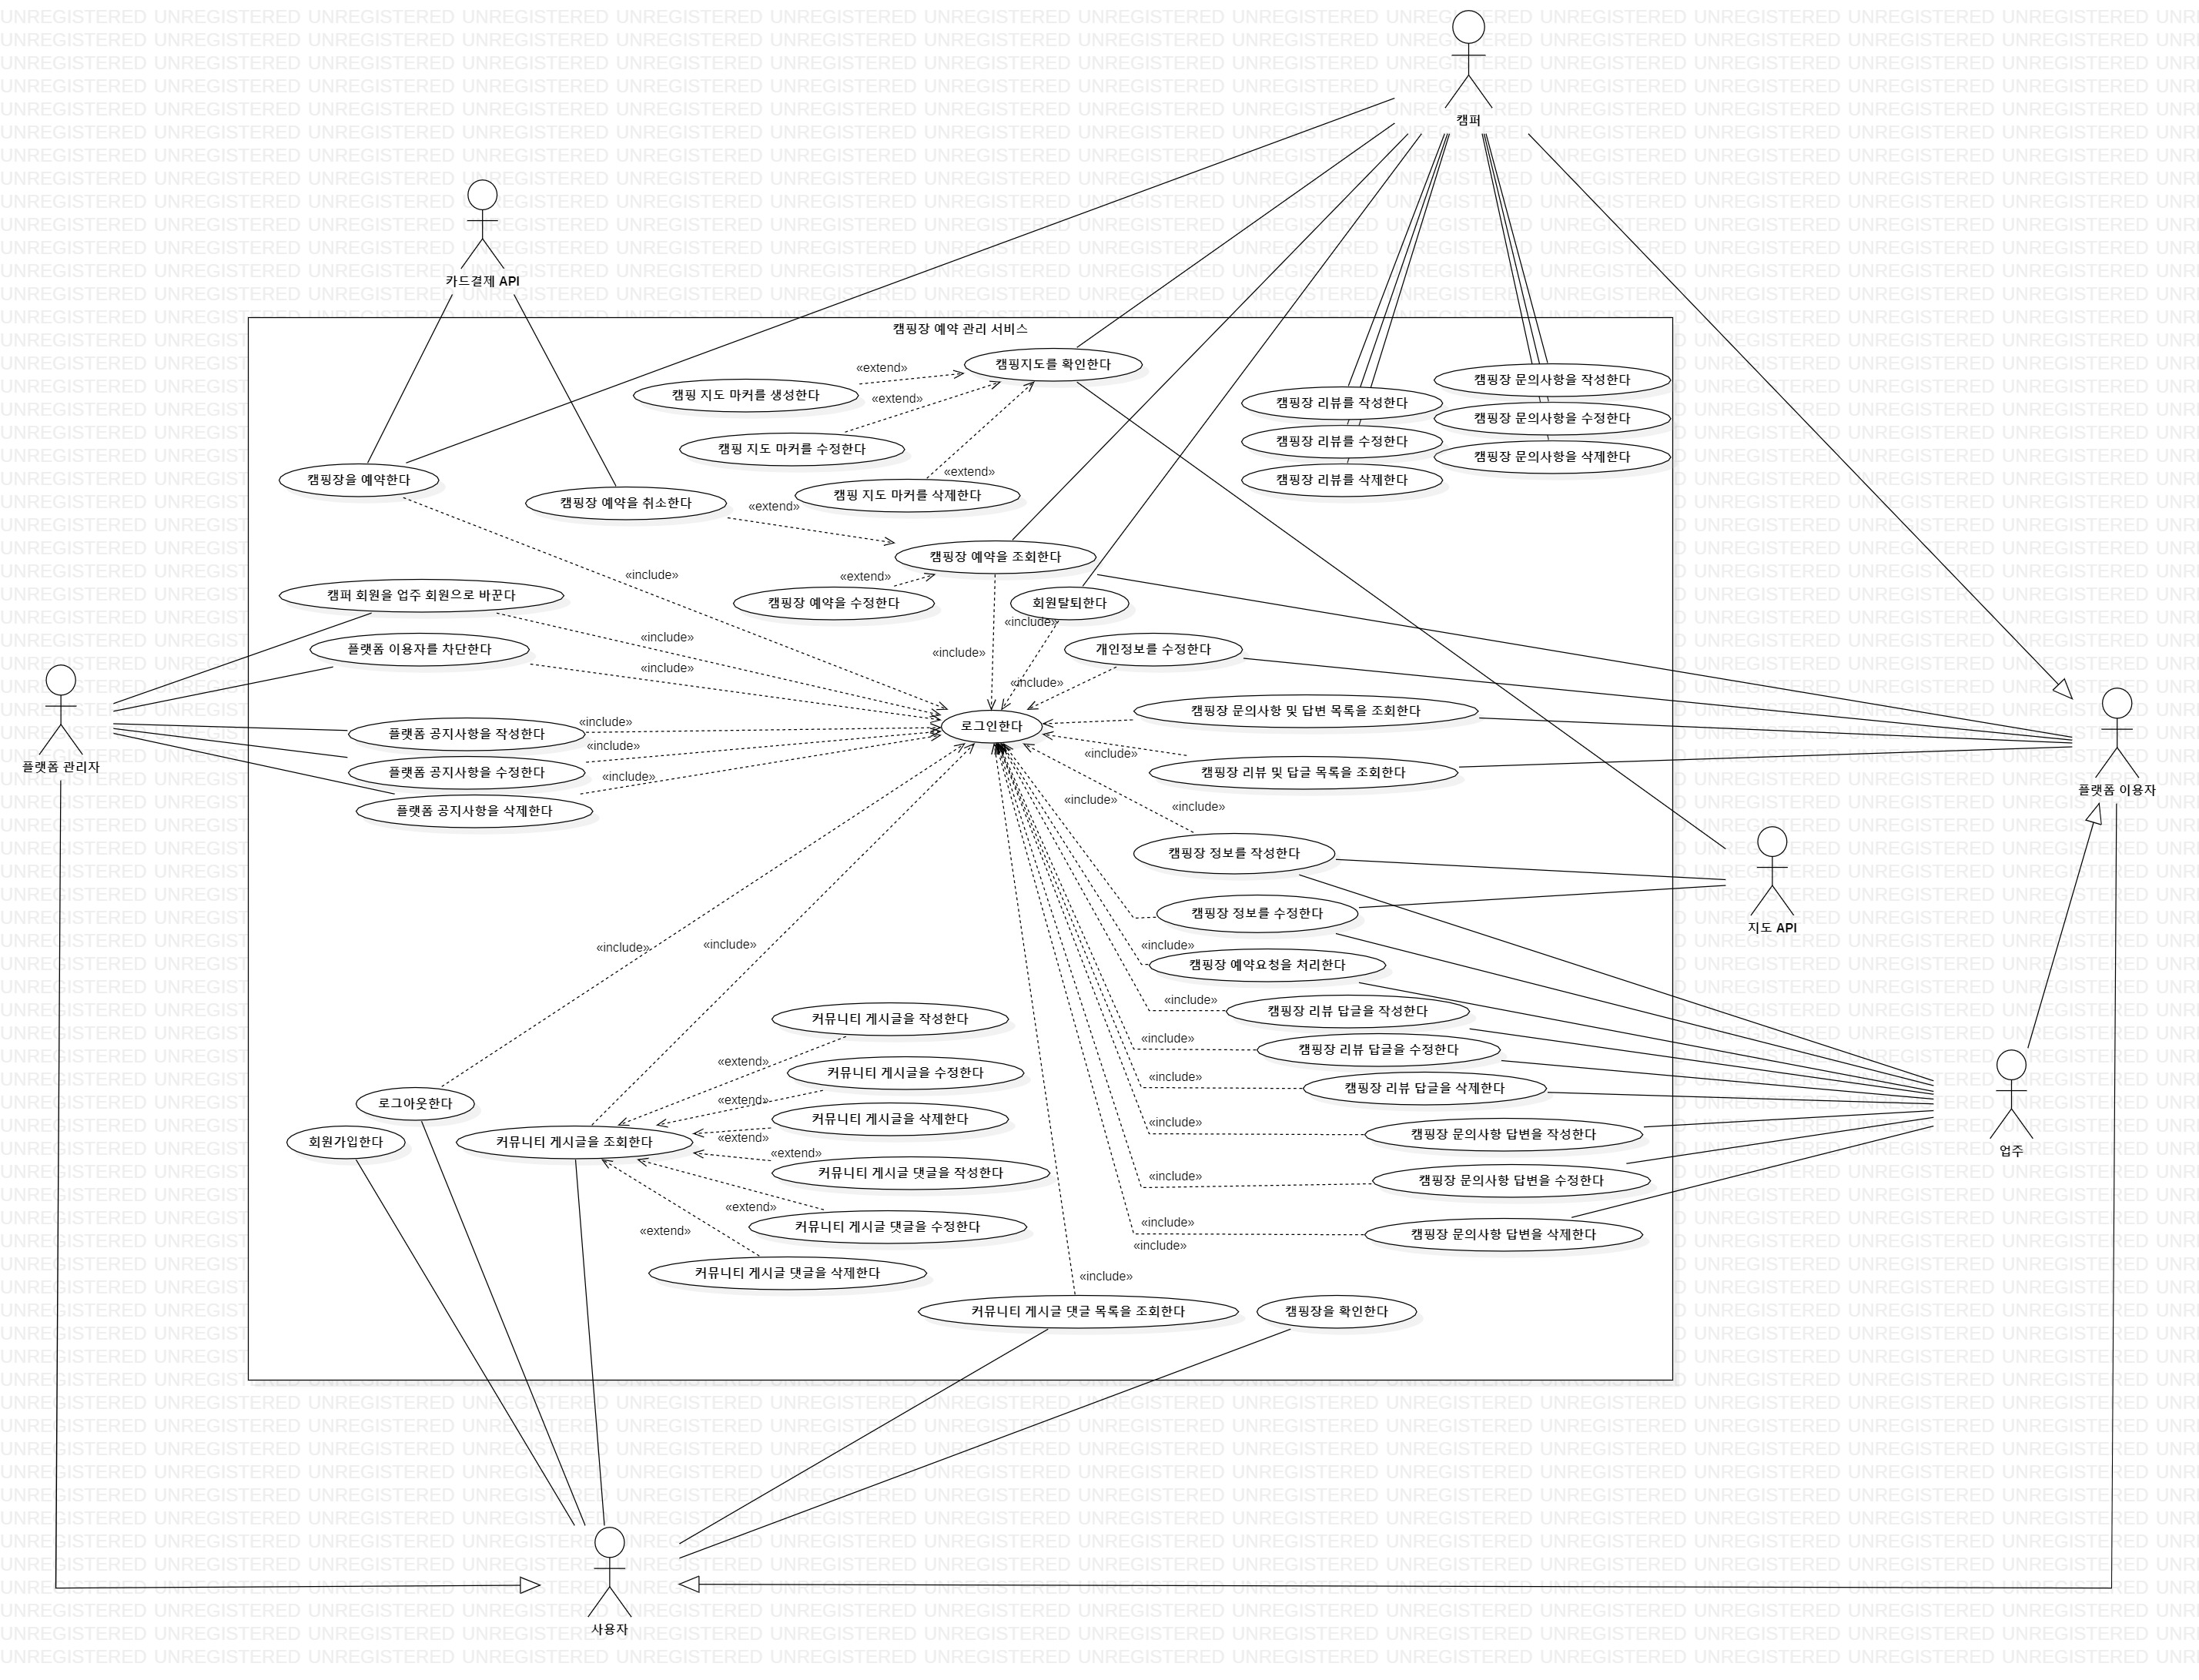 캠퍼
카드결제 API
캠핑장 예약 관리 서비스
캠핑지도를 확인한다
«extend»
캠핑 지도 마커를 생성한다
«extend»
캠핑 지도 마커를 수정한다
«extend»
캠핑 지도 마커를 삭제한다
캠핑장 문의사항을 작성한다
캠핑장 문의사항을 수정한다
캠핑장 문의사항을 삭제한다
캠핑장 리뷰를 작성한다
캠핑장 리뷰를 수정한다
캠핑장 리뷰를 삭제한다
캠핑장을 예약한다
캠핑장 예약을 취소한다
«extend»
캠핑장 예약을 조회한다
«include»
«extend»
캠핑장 예약을 수정한다
회원탈퇴한다
«include»
캠퍼 회원을 업주 회원으로 바꾼다
«include»
플랫폼 이용자를 차단한다
«include»
«include»
개인정보를 수정한다
«include»
캠핑장 문의사항 및 답변 목록을 조회한다
로그인한다
플랫폼 공지사항을 작성한다
«include»
플랫폼 공지사항을 수정한다
«include»
플랫폼 공지사항을 삭제한다
«include»
«include»
캠핑장 리뷰 및 답글 목록을 조회한다
플랫폼 관리자
플랫폼 이용자
«include»
«include»
캠핑장 정보를 작성한다
캠핑장 정보를 수정한다
지도 API
«include»
«include»
«include»
캠핑장 예약요청을 처리한다
«include»
캠핑장 리뷰 답글을 작성한다
«include»
캠핑장 리뷰 답글을 수정한다
«include»
캠핑장 리뷰 답글을 삭제한다
«include»
캠핑장 문의사항 답변을 작성한다
«include»
캠핑장 문의사항 답변을 수정한다
«include»
캠핑장 문의사항 답변을 삭제한다
«include»
업주
커뮤니티 게시글을 작성한다
«extend»
커뮤니티 게시글을 수정한다
«extend»
커뮤니티 게시글을 삭제한다
«extend»
로그아웃한다
회원가입한다
커뮤니티 게시글을 조회한다
«extend»
커뮤니티 게시글 댓글을 작성한다
«extend»
커뮤니티 게시글 댓글을 수정한다
«extend»
커뮤니티 게시글 댓글을 삭제한다
«include»
커뮤니티 게시글 댓글 목록을 조회한다
캠핑장을 확인한다
사용자
UNREGISTERED